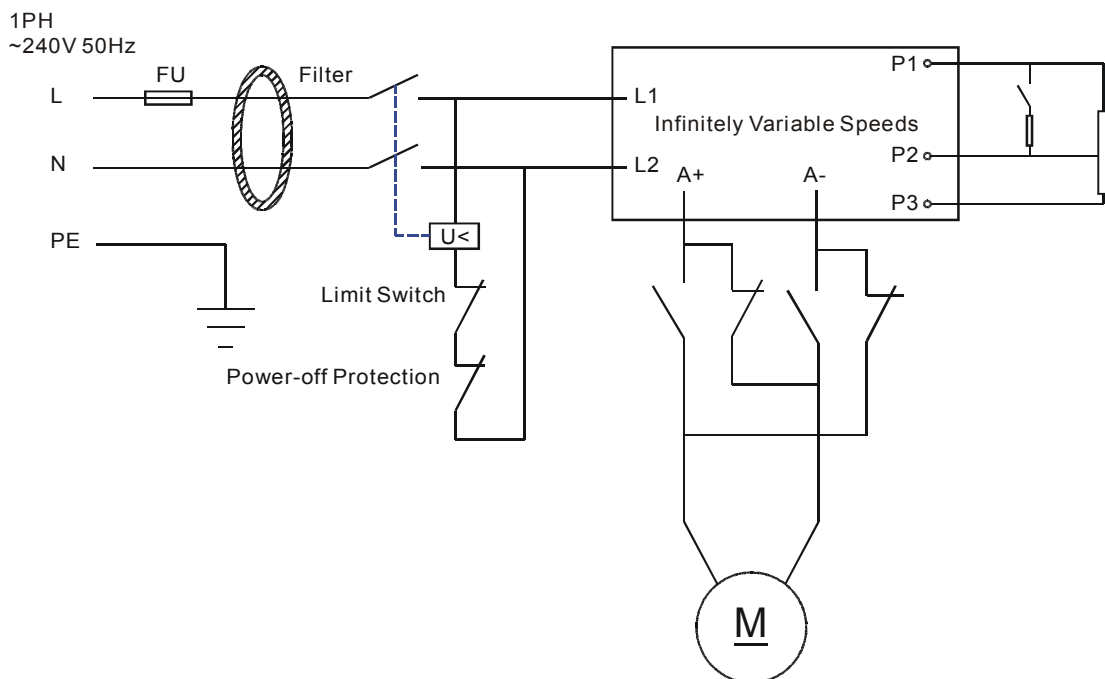 1PH
~240V 50Hz
FU
Filter
L
N
PE
U<
Limit Switch
Power-off Protection
L1
L2
Infinitely Variable Speeds
A+
A-
P1
P2
P3
M